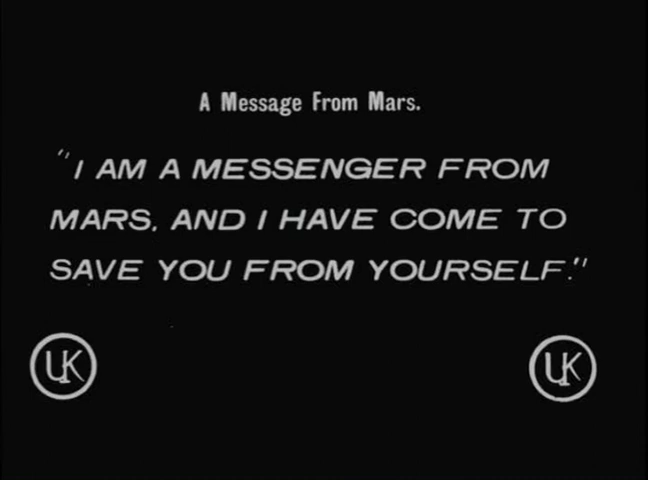 A Message From Mars.
"I AM A MESSENGER FROM
MARS, AND I HAVE COME TO
SAVE YOU FROM YOURSELF."
UK UK